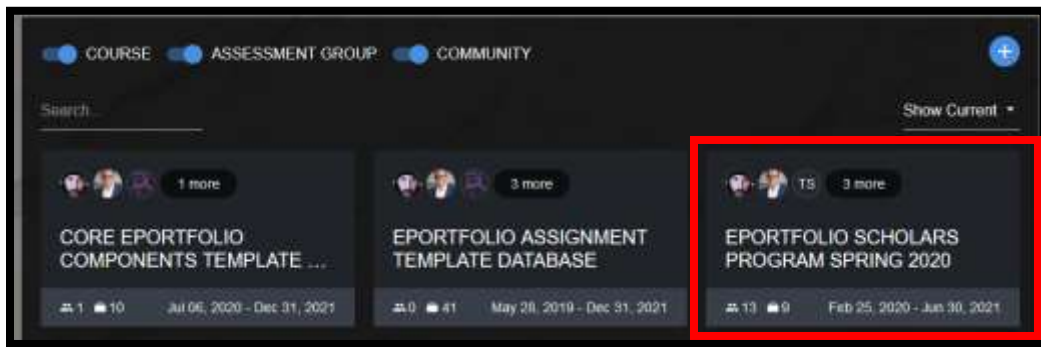 COURSE ASSESSMENT GROUP COMMUNITY
Search...
Show Current
1 more
3 more
TS 3 more
CORE EPORTFOLIO
COMPONENTS TEMPLATE ...
EPORTFOLIO ASSIGNMENT
TEMPLATE DATABASE
EPORTFOLIO SCHOLARS
PROGRAM SPRING 2020
1 10 Jul 06, 2020 - Dec 31, 2021
0 41 May 28, 2019 - Dec 31, 2021
13 9 Feb 25, 2020 - Jun 30, 2021